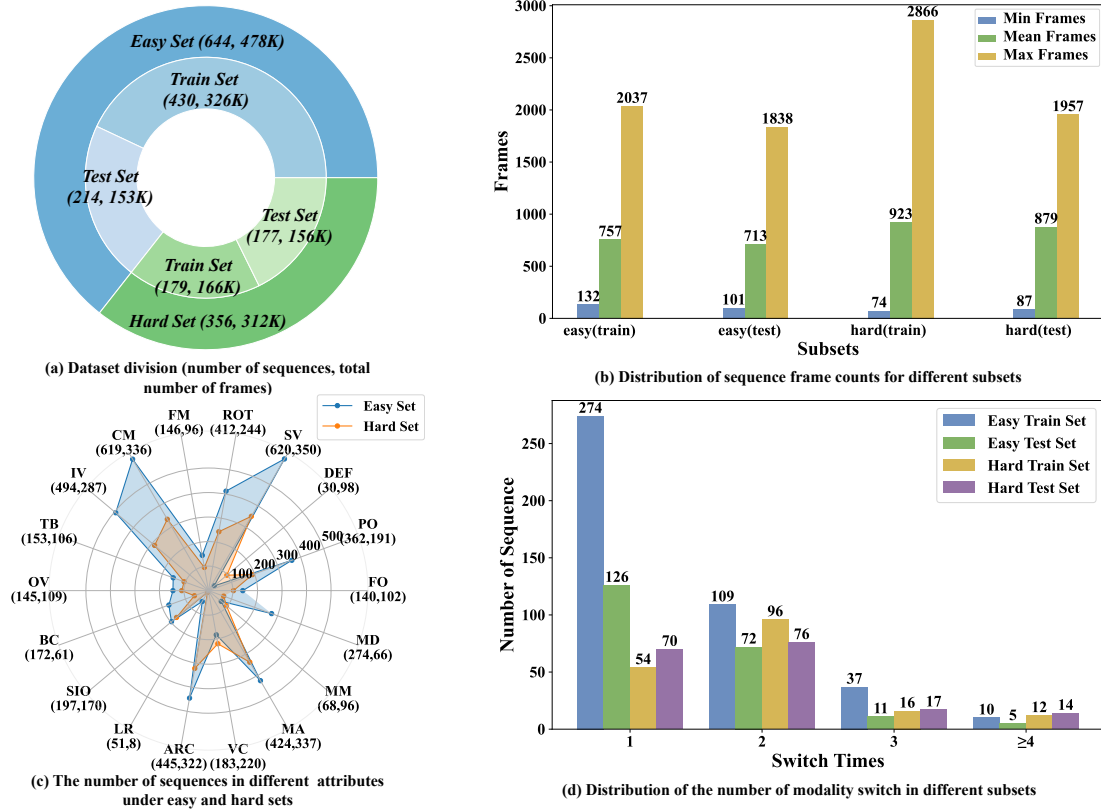 Easy Set (644, 478K)
Train Set
(430, 326K)
Test Set
(214, 153K)
Test Set
(177, 156K)
Train Set
(179, 166K)
Hard Set (356, 312K)
(a) Dataset division (number of sequences, total
number of frames)
Frames
3000
2500
2000
1500
1000
500
0
Min Frames
Mean Frames
Max Frames
132
757
2037
101
713
1838
74
923
2866
87
879
1957
easy(train)
easy(test)
hard(train)
hard(test)
Subsets
(b) Distribution of sequence frame counts for different subsets
Easy Set
Hard Set
FM
(146,96)
ROT
(412,244)
SV
(620,350)
DEF
(30,98)
PO
(362,191)
FO
(140,102)
MD
(274,66)
MM
(68,96)
MA
(424,337)
VC
(183,220)
ARC
(445,322)
LR
(51,8)
SIO
(197,170)
BC
(172,61)
OV
(145,109)
TB
(153,106)
IV
(494,287)
CM
(619,336)
100
200
300
400
500
(c) The number of sequences in different attributes
under easy and hard sets
Number of Sequence
250
200
150
100
50
0
Easy Train Set
Easy Test Set
Hard Train Set
Hard Test Set
274
126
54
70
109
72
96
76
37
11
16
17
10
5
12
14
1
2
3
≥4
Switch Times
(d) Distribution of the number of modality switch in different subsets